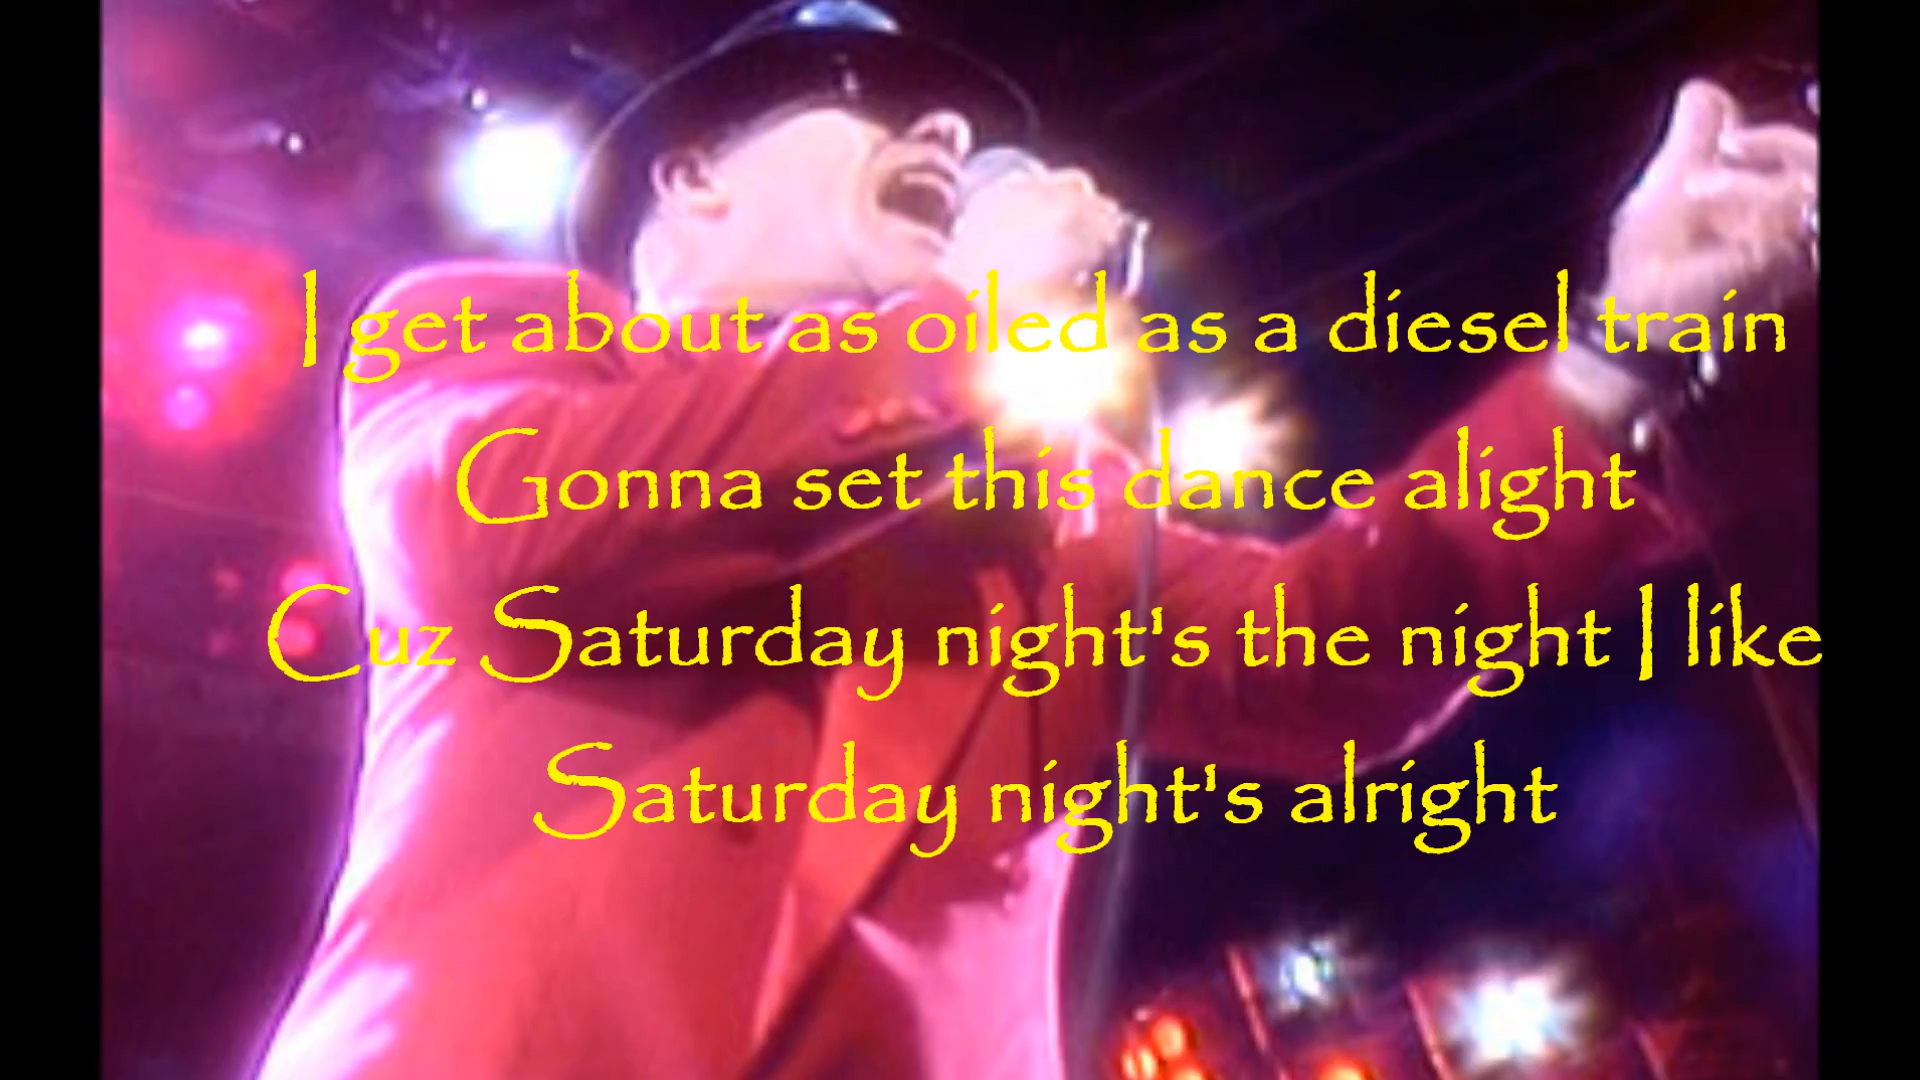 I get about as oiled as a diesel train
Gonna set this dance alight
Cuz Saturday night's the night I like
Saturday night's alright